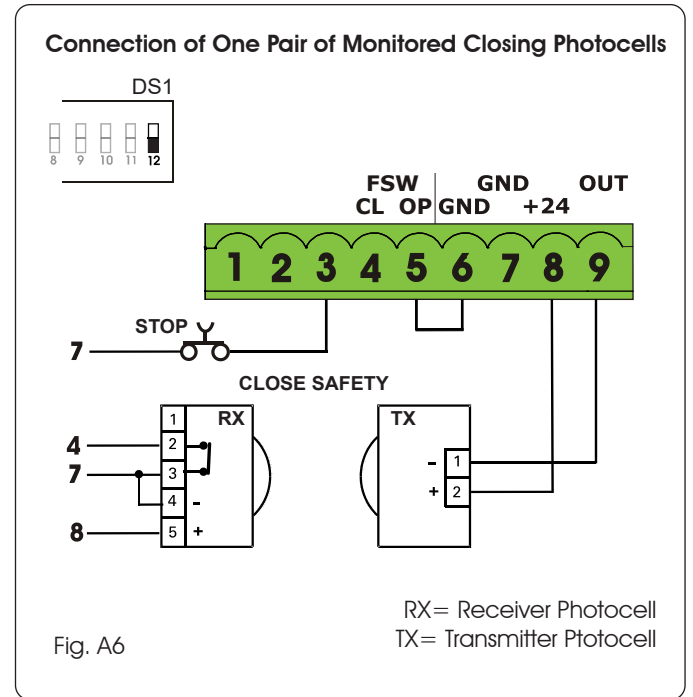 Connection of One Pair of Monitored Closing Photocells
DS1
8 9 10 11 12
FSW GND OUT
CL OP GND +24
1 2 3 4 5 6 7 8 9
STOP
7
CLOSE SAFETY
1 RX
4 2
7 3
4 -
8 5 +
TX
- 1
+ 2
RX= Receiver Photocell
TX= Transmitter Ptotocell
Fig. A6